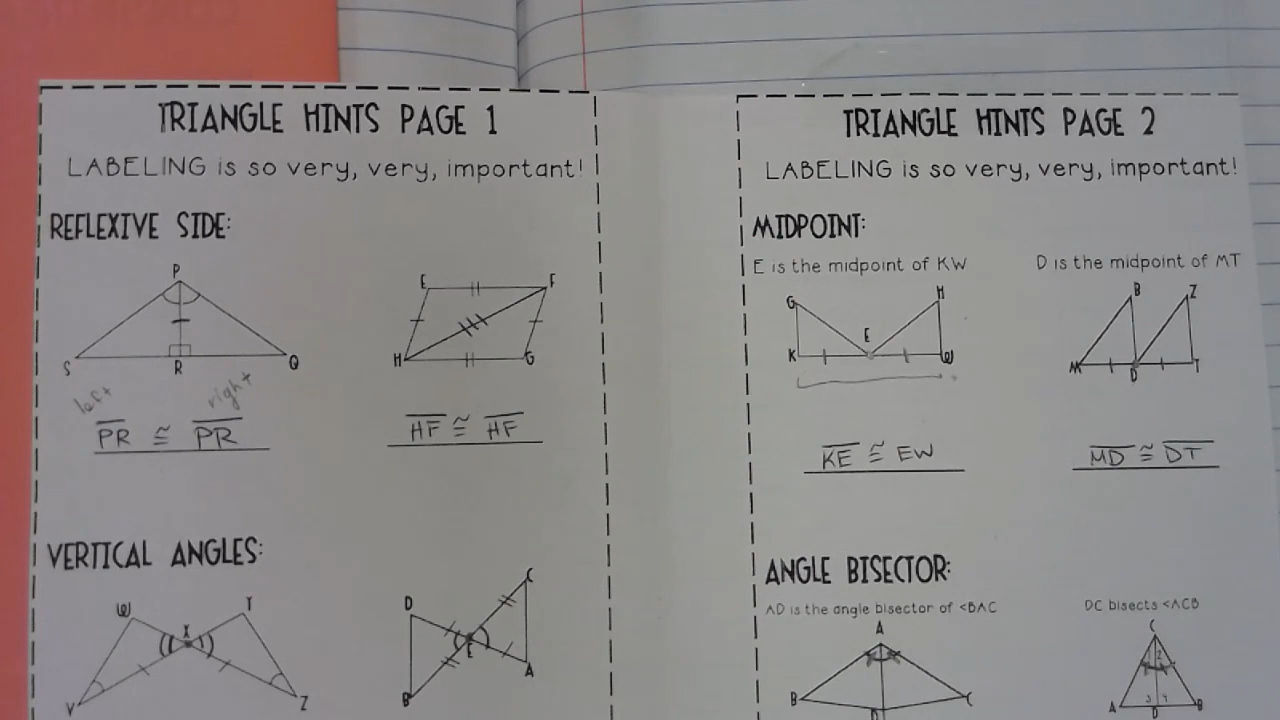 TRIANGLE HINTS PAGE 1
LABELING is so very, very, important!
REFLEXIVE SIDE:
P
S
R
Q
E
F
H
G
left
right
PR ≅ PR
HF ≅ HF
VERTICAL ANGLES:
W
Y
X
V
Z
D
C
E
B
A
TRIANGLE HINTS PAGE 2
LABELING is so very, very, important!
MIDPOINT:
E is the midpoint of KW
D is the midpoint of MT
G
H
E
K
W
B
Z
M
D
T
KE ≅ EW
MD ≅ DT
ANGLE BISECTOR:
AD is the angle bisector of <BAC
DC bisects <ACB
A
B
D
C
C
2
3 4
A
D
B